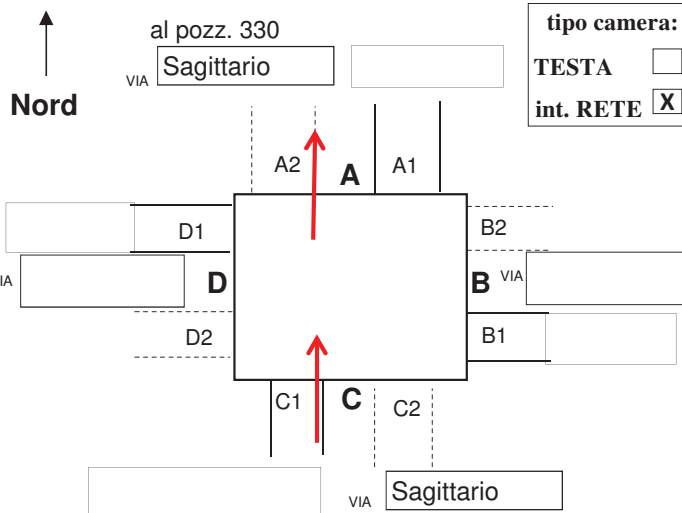 al pozz. 330
VIA Sagittario
Nord
tipo camera:
TESTA
int. RETE X
A2 A A1
D1 B2
VIA D B VIA
D2 B1
C1 C C2
VIA Sagittario